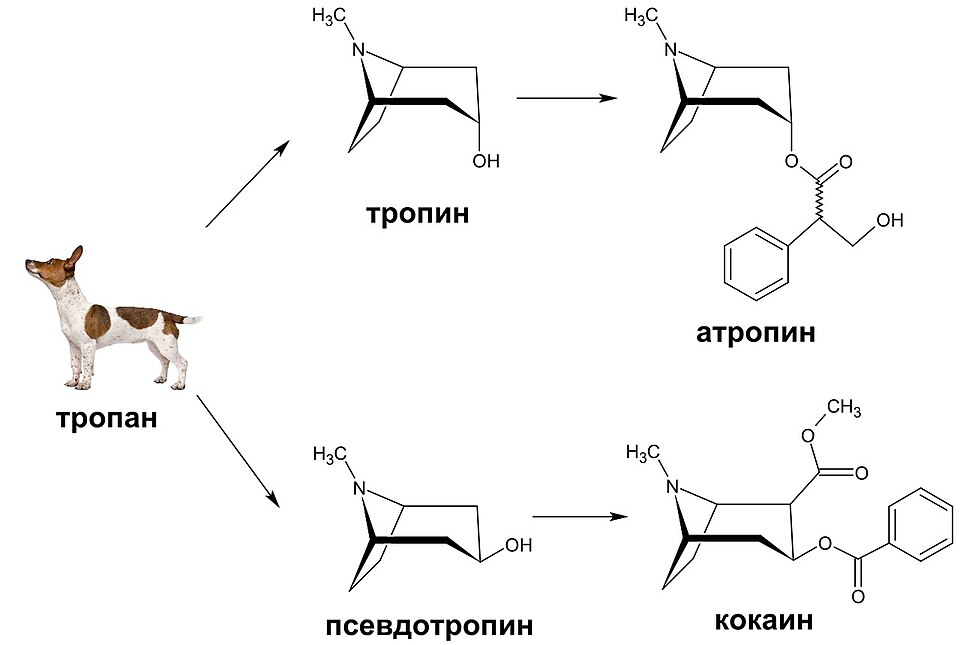 H₃C
N
OH
тропин
H₃C
N
O
O
OH
атропин
тропан
H₃C
N
OH
псевдотропин
H₃C
N
CH₃
O
O
O
O
кокаин